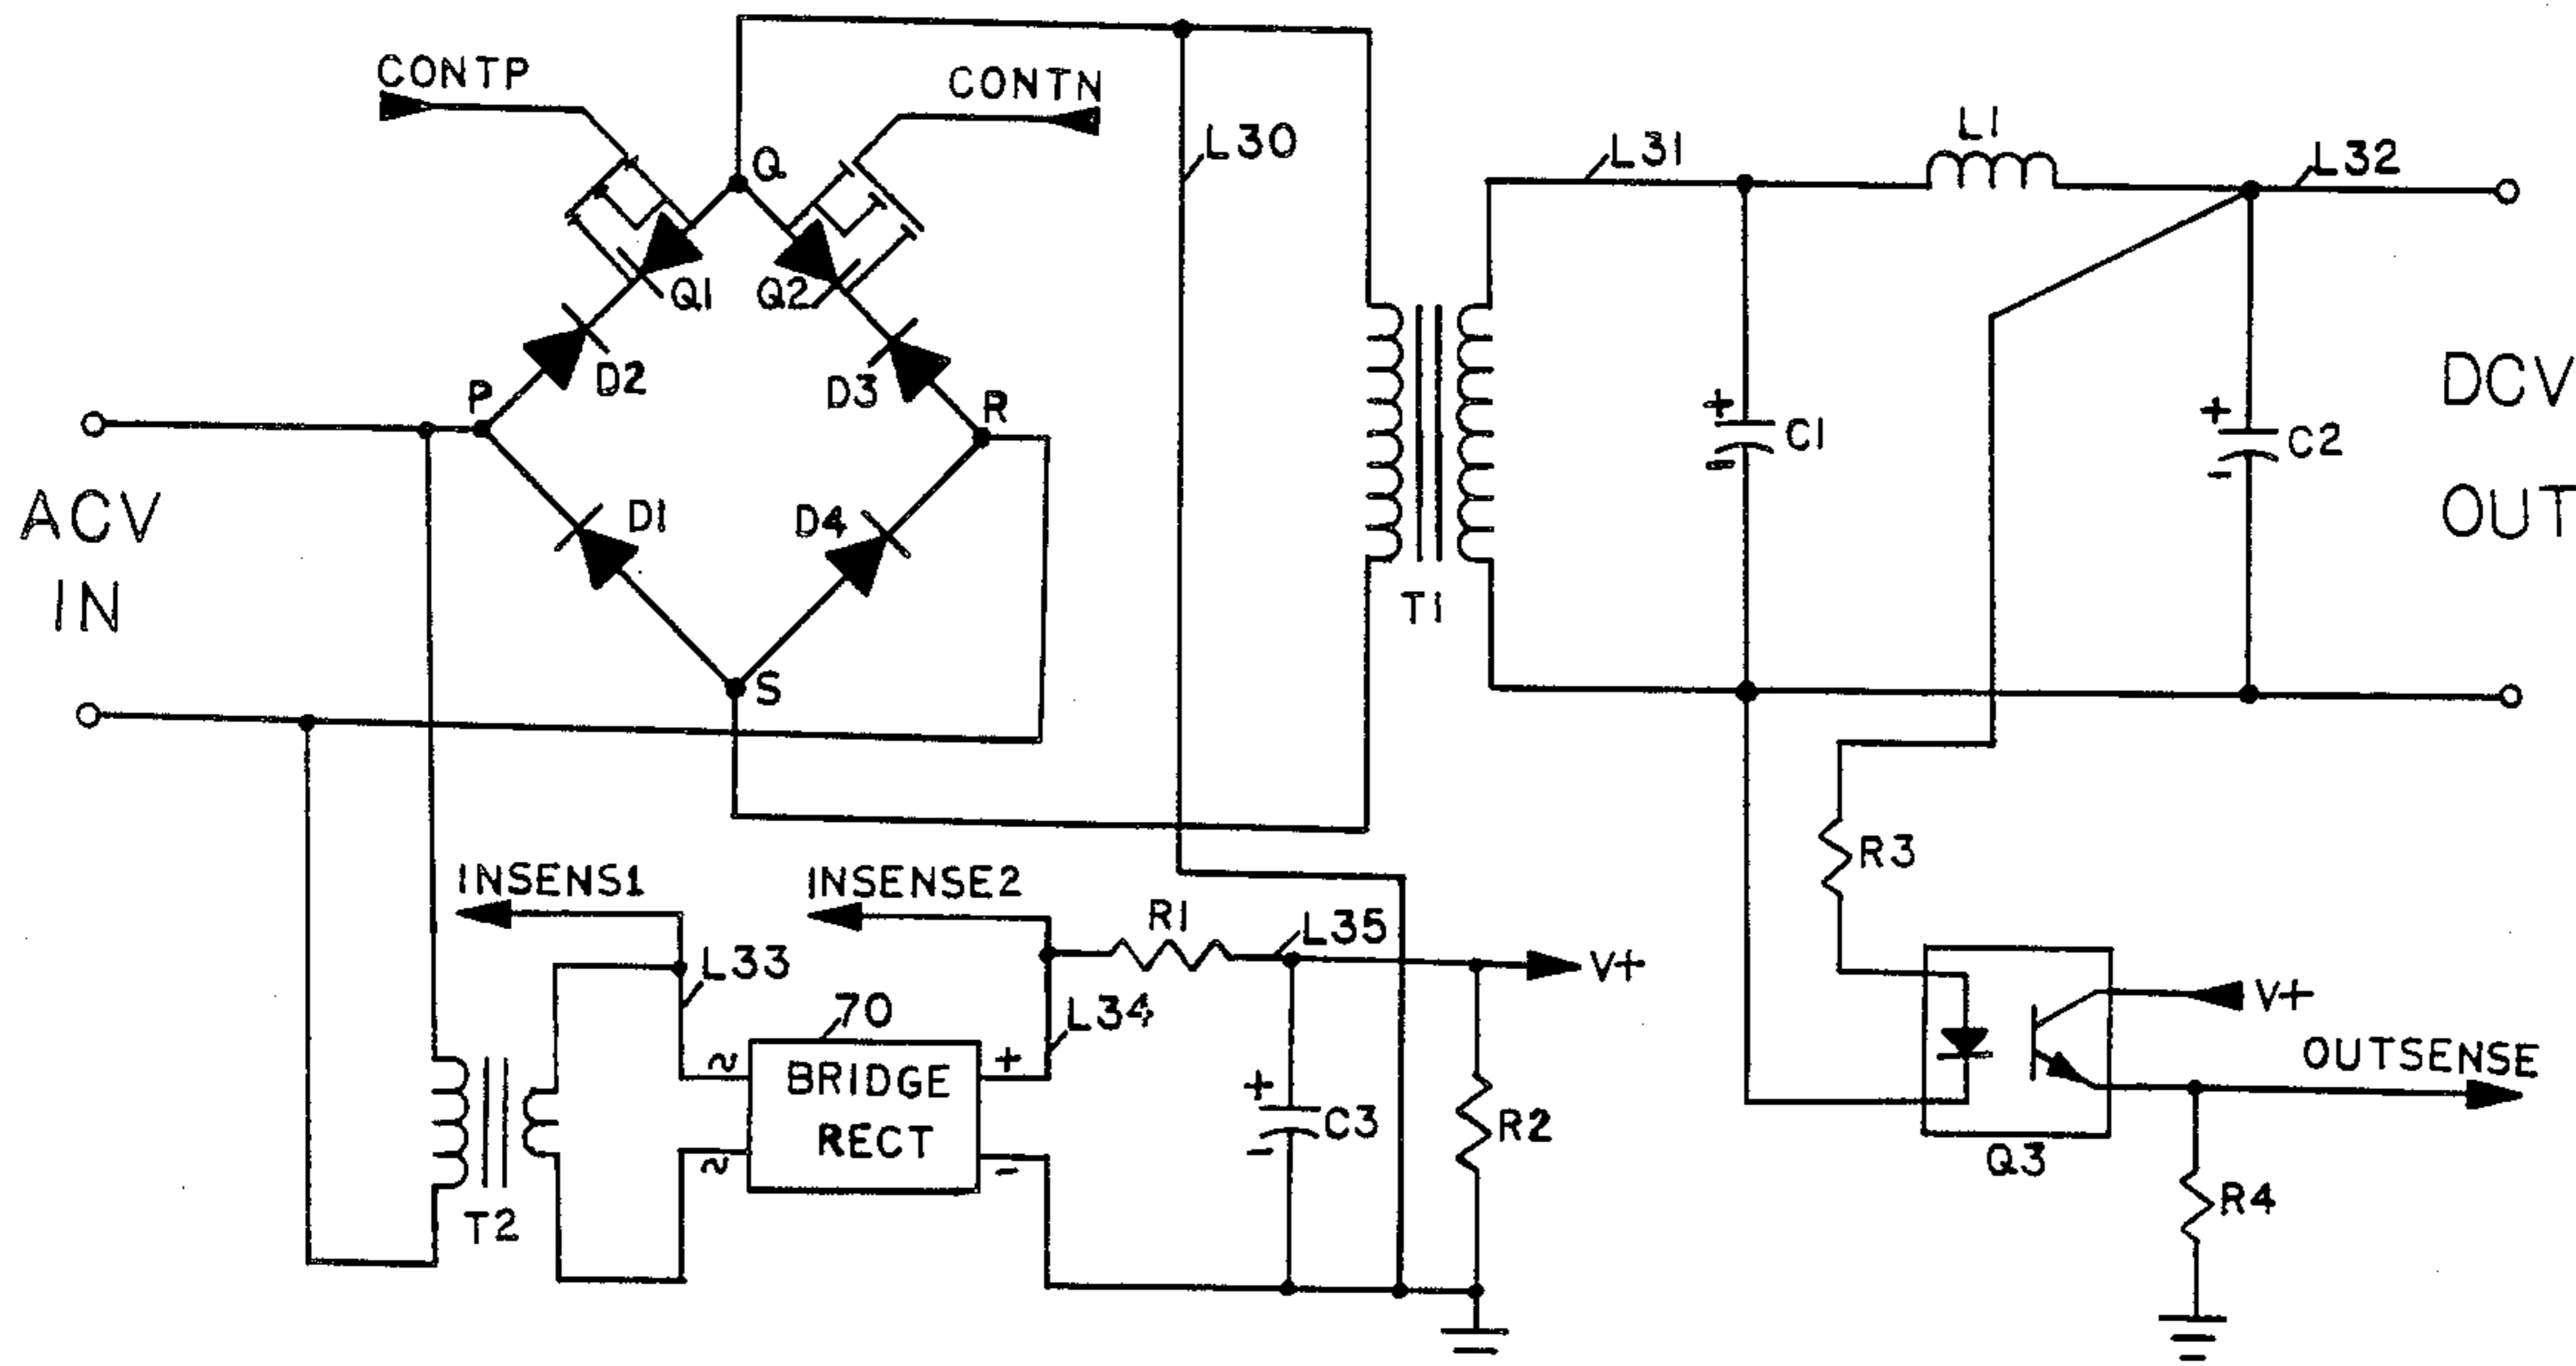 CONTP
CONTN
Q
L30
L31
L1
L32
Q1
Q2
D2
D3
P
R
ACV
IN
D1
D4
S
T1
+
C1
-
+
C2
-
DCV
OUT
INSENS1
INSENSE2
R1
L35
V+
R3
L33
L34
70
~
~
BRIDGE
RECT
+
-
+
C3
-
R2
T2
V+
OUTSENSE
Q3
R4